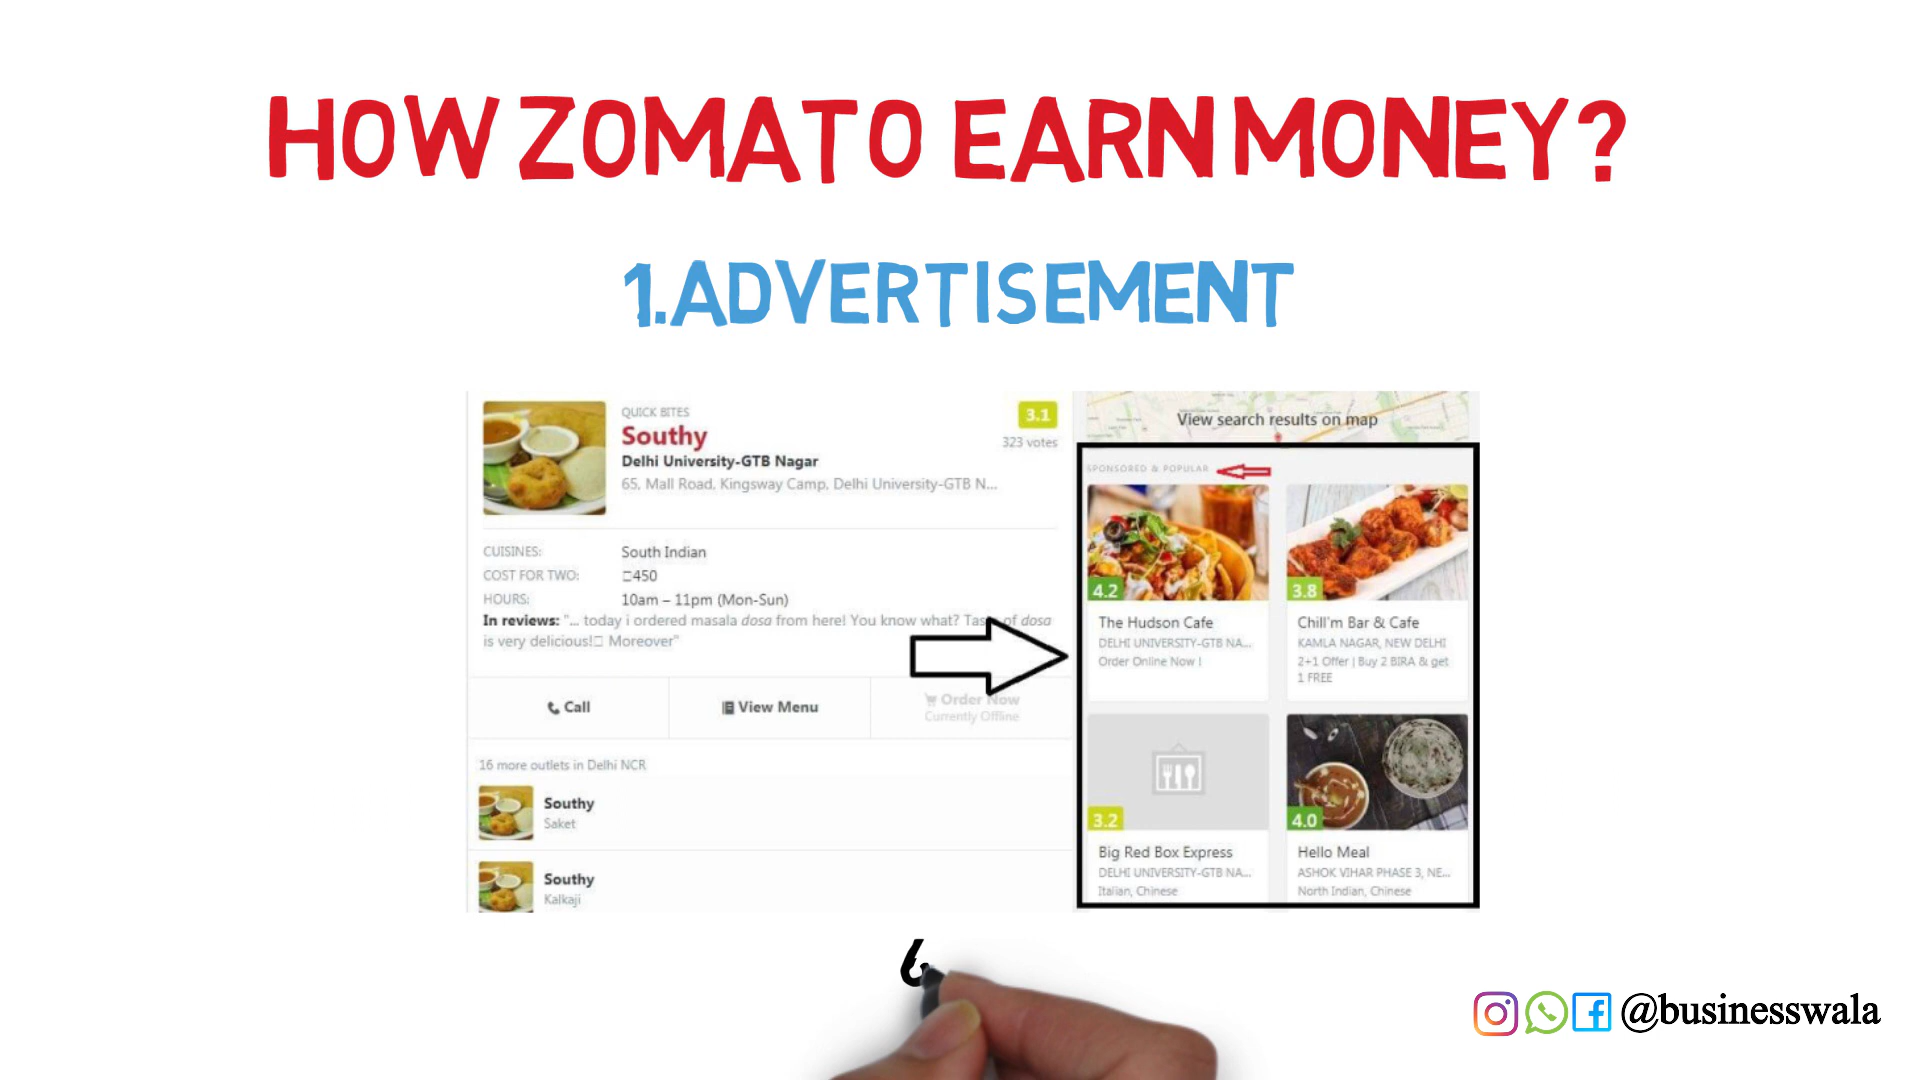 HOW ZOMATO EARN MONEY?
1.ADVERTISEMENT
QUICK BITES
Southy
Delhi University-GTB Nagar
65, Mall Road, Kingsway Camp, Delhi University-GTB N...
3.1
323 votes
CUISINES: South Indian
COST FOR TWO: □450
HOURS: 10am – 11pm (Mon-Sun)
In reviews: "... today i ordered masala dosa from here! You know what? Taste of dosa
is very delicious!□ Moreover"
Call
View Menu
Order Now
Currently Offline
16 more outlets in Delhi NCR
Southy
Saket
Southy
Kalkaji
View search results on map
SPONSORED & POPULAR
4.2
The Hudson Cafe
DELHI UNIVERSITY-GTB NA...
Order Online Now !
3.8
Chill'm Bar & Cafe
KAMLA NAGAR, NEW DELHI
2+1 Offer | Buy 2 BIRA & get
1 FREE
3.2
Big Red Box Express
DELHI UNIVERSITY-GTB NA...
Italian, Chinese
4.0
Hello Meal
ASHOK VIHAR PHASE 3, NE...
North Indian, Chinese
6
@businesswala